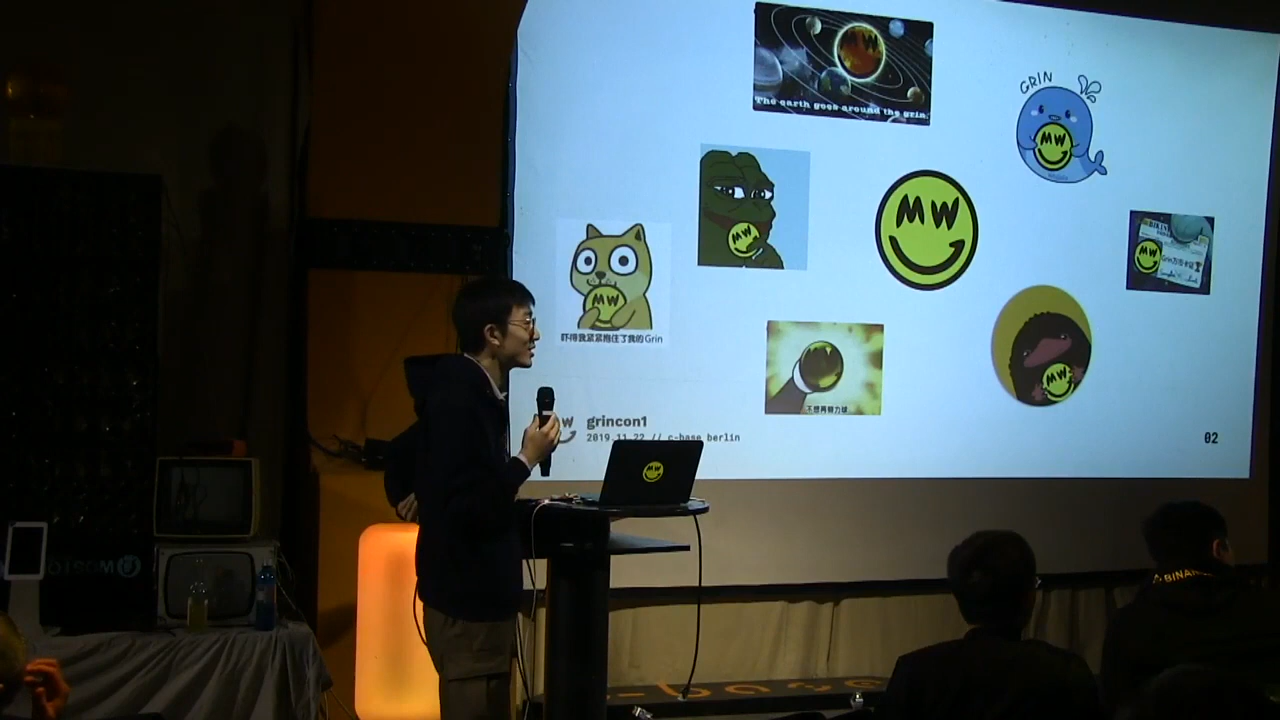 MW
The earth goes around the grin.
GRIN
MW
MW
MW
MW
MW
吓得我紧紧抱住了我的Grin
MW
不想再努力球
grincon1
2019.11.22 // c-base berlin
02
MW
BINAR